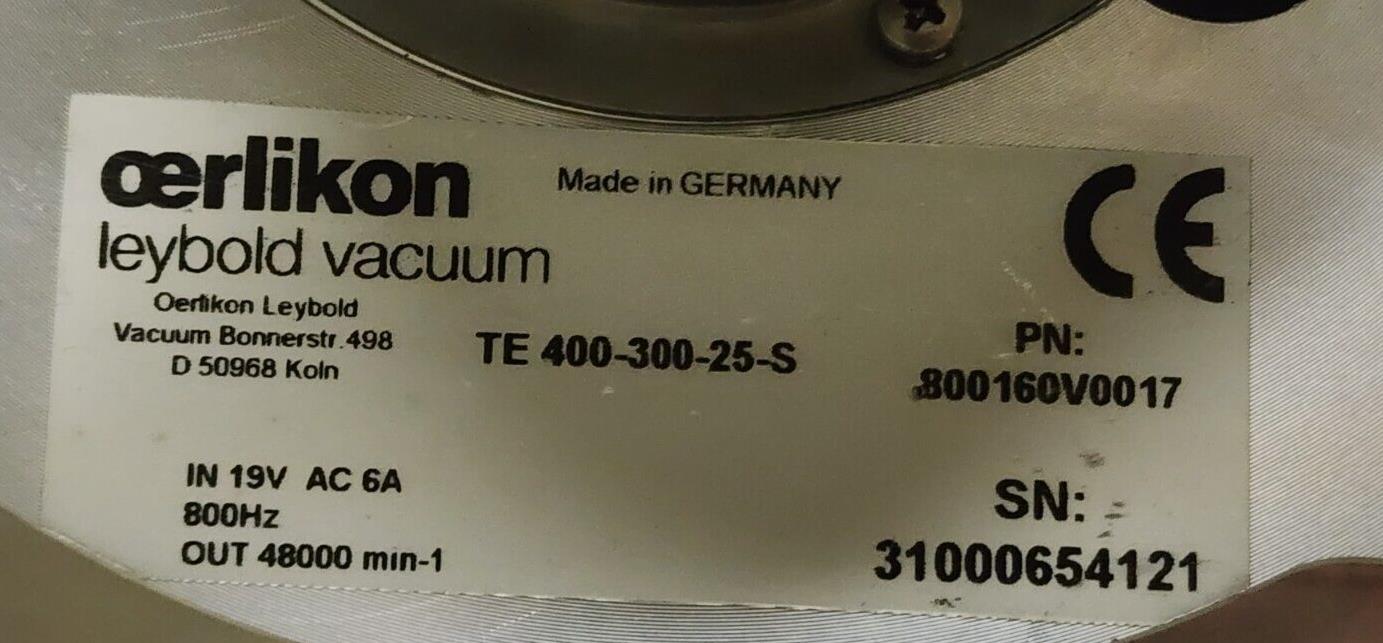 œrlikon
leybold vacuum
Made in GERMANY
CE
Oerlikon Leybold
Vacuum Bonnerstr.498
D 50968 Koln
TE 400-300-25-S
PN:
800160V0017
IN 19V AC 6A
800Hz
OUT 48000 min-1
SN:
31000654121